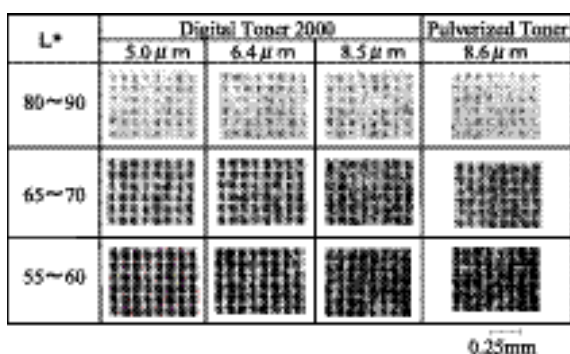 L* Digital Toner 2000 Pulverized Toner
5.0 μm 6.4 μm 8.5 μm 8.6 μm
80~90
65~70
55~60
0.25mm